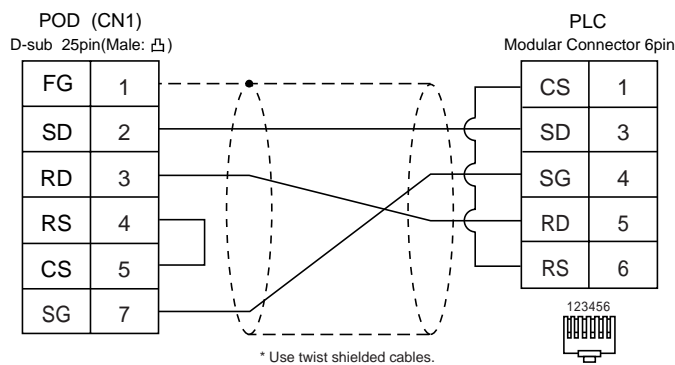 POD (CN1)
D-sub 25pin(Male: 凸)
FG 1
SD 2
RD 3
RS 4
CS 5
SG 7
* Use twist shielded cables.
PLC
Modular Connector 6pin
CS 1
SD 3
SG 4
RD 5
RS 6
123456